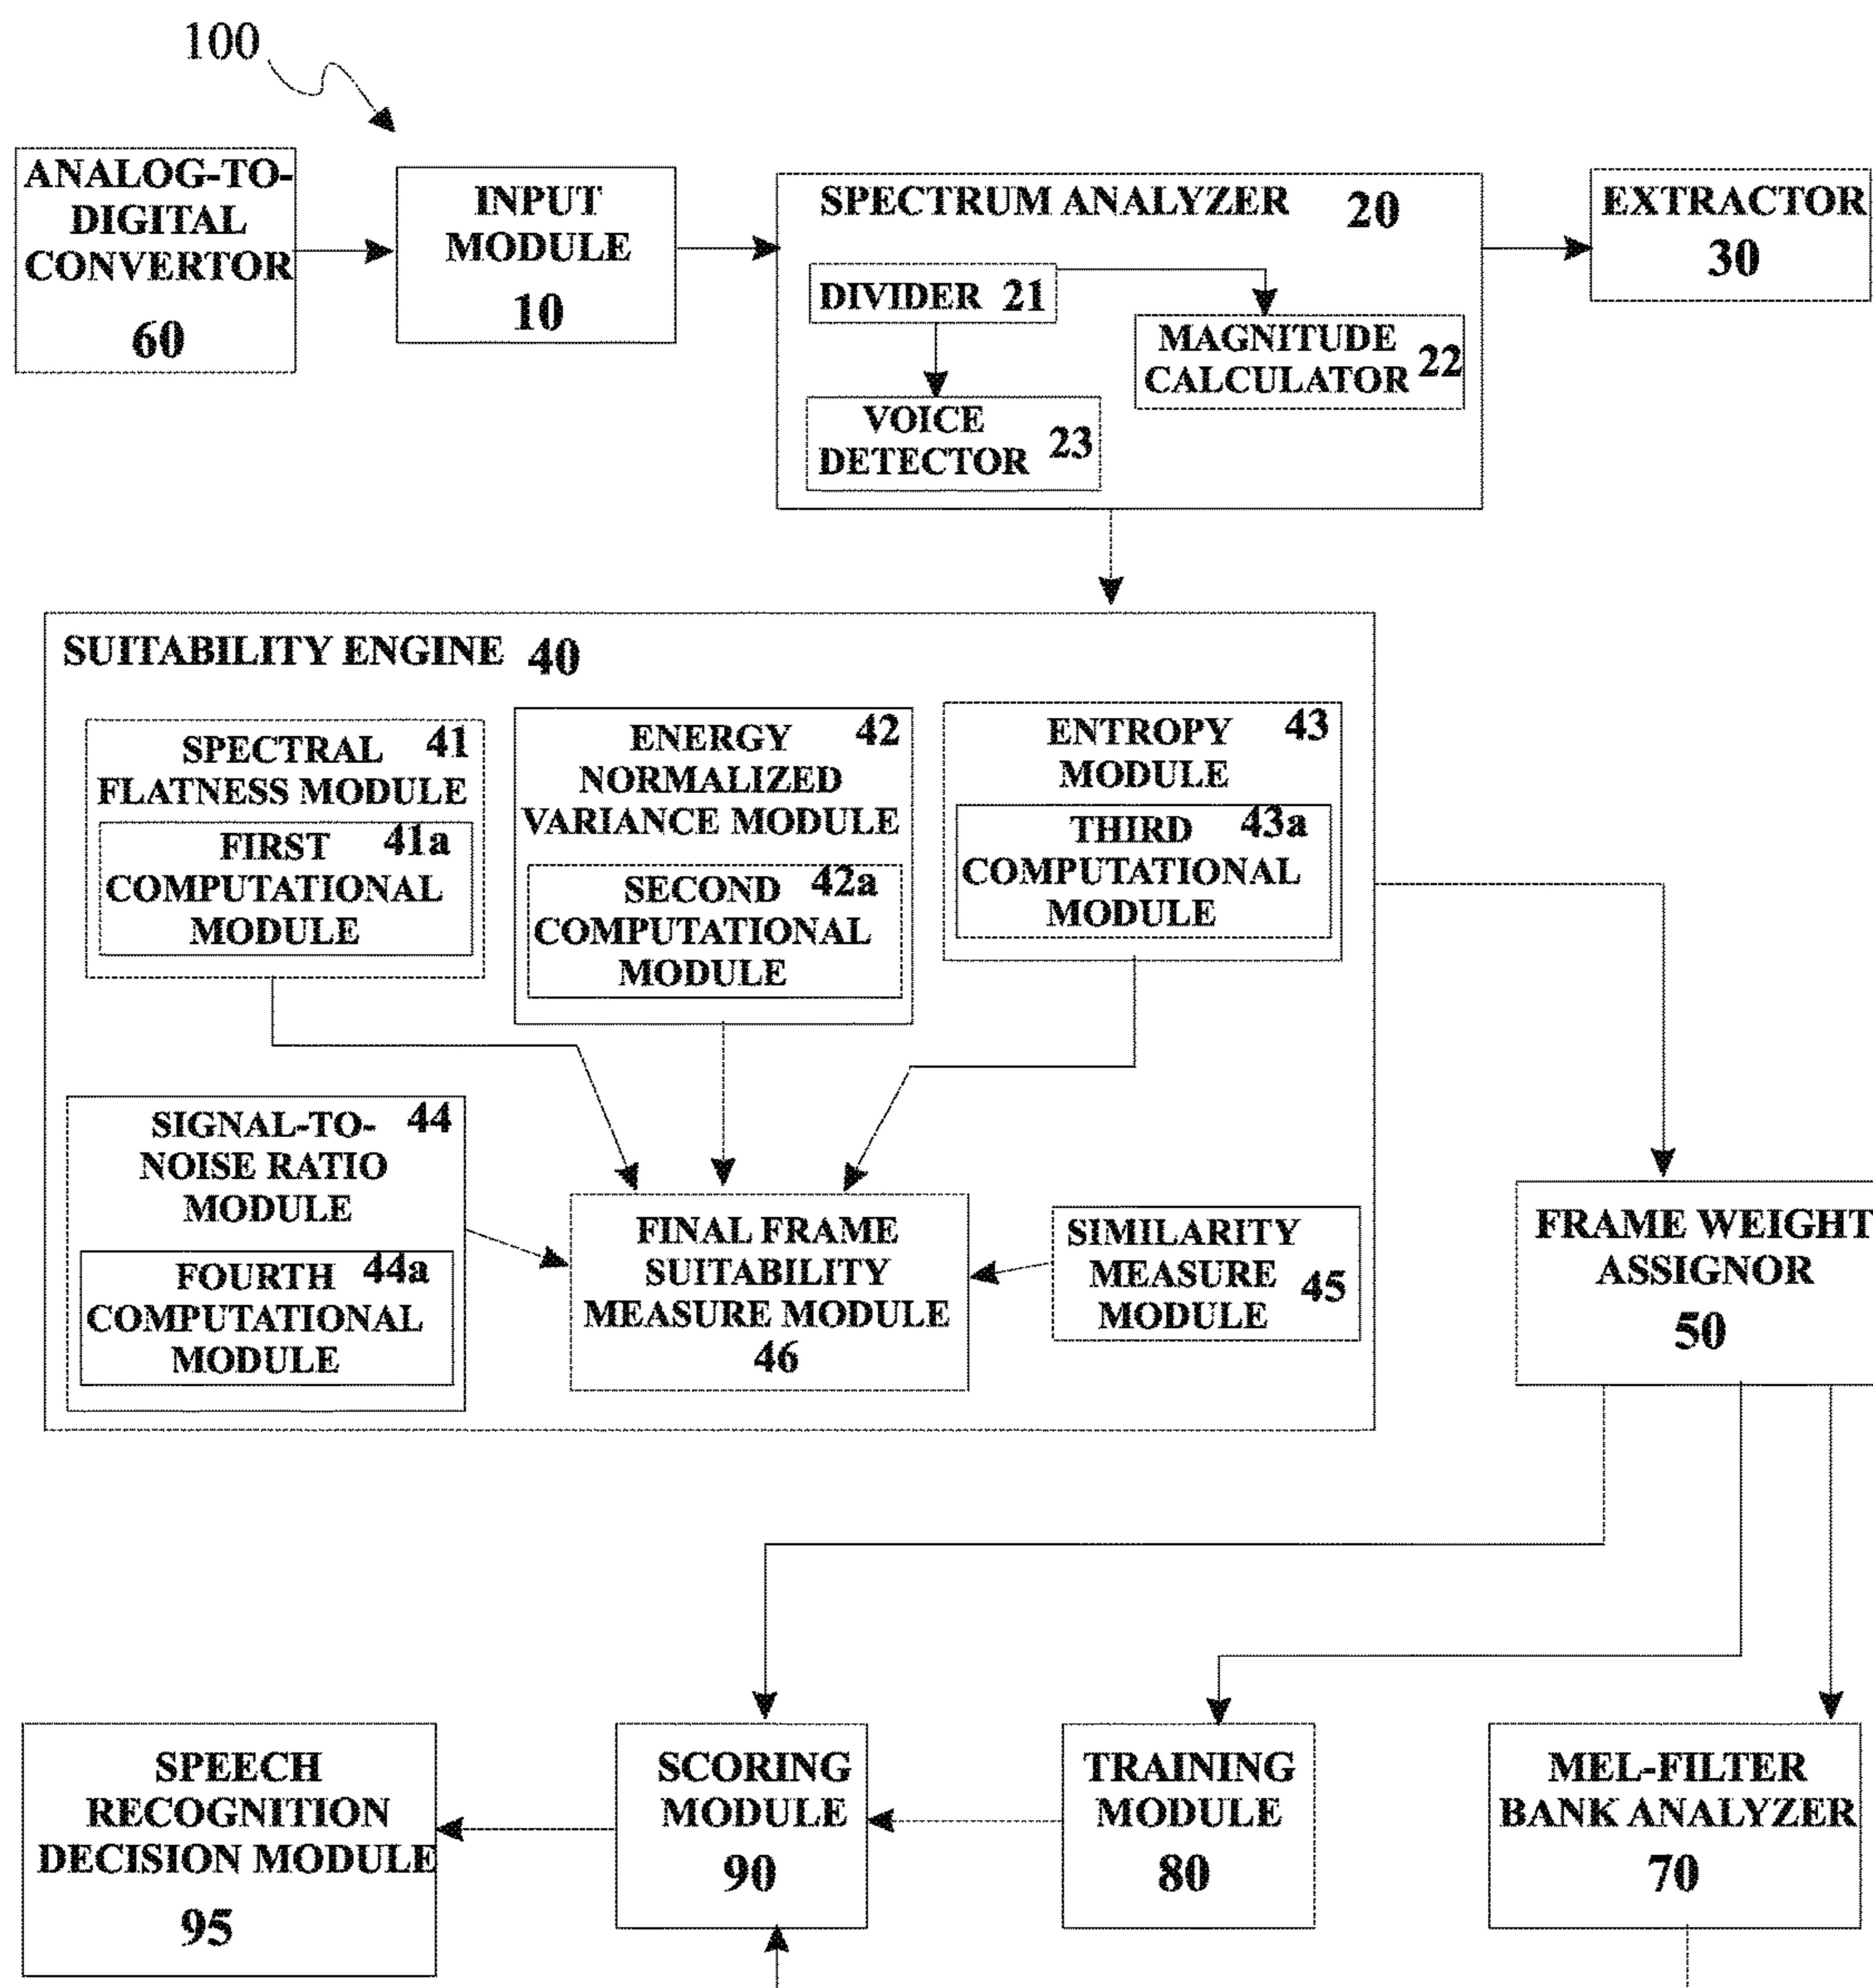 100
ANALOG-TO-
DIGITAL
CONVERTOR
60
INPUT
MODULE
10
SPECTRUM ANALYZER 20
DIVIDER 21
MAGNITUDE
CALCULATOR 22
VOICE
DETECTOR 23
EXTRACTOR
30
SUITABILITY ENGINE 40
SPECTRAL 41
FLATNESS MODULE
FIRST 41a
COMPUTATIONAL
MODULE
ENERGY 42
NORMALIZED
VARIANCE MODULE
SECOND 42a
COMPUTATIONAL
MODULE
ENTROPY 43
MODULE
THIRD 43a
COMPUTATIONAL
MODULE
SIGNAL-TO- 44
NOISE RATIO
MODULE
FOURTH 44a
COMPUTATIONAL
MODULE
FINAL FRAME
SUITABILITY
MEASURE MODULE
46
SIMILARITY
MEASURE 45
MODULE
FRAME WEIGHT
ASSIGNOR
50
SPEECH
RECOGNITION
DECISION MODULE
95
SCORING
MODULE
90
TRAINING
MODULE
80
MEL-FILTER
BANK ANALYZER
70